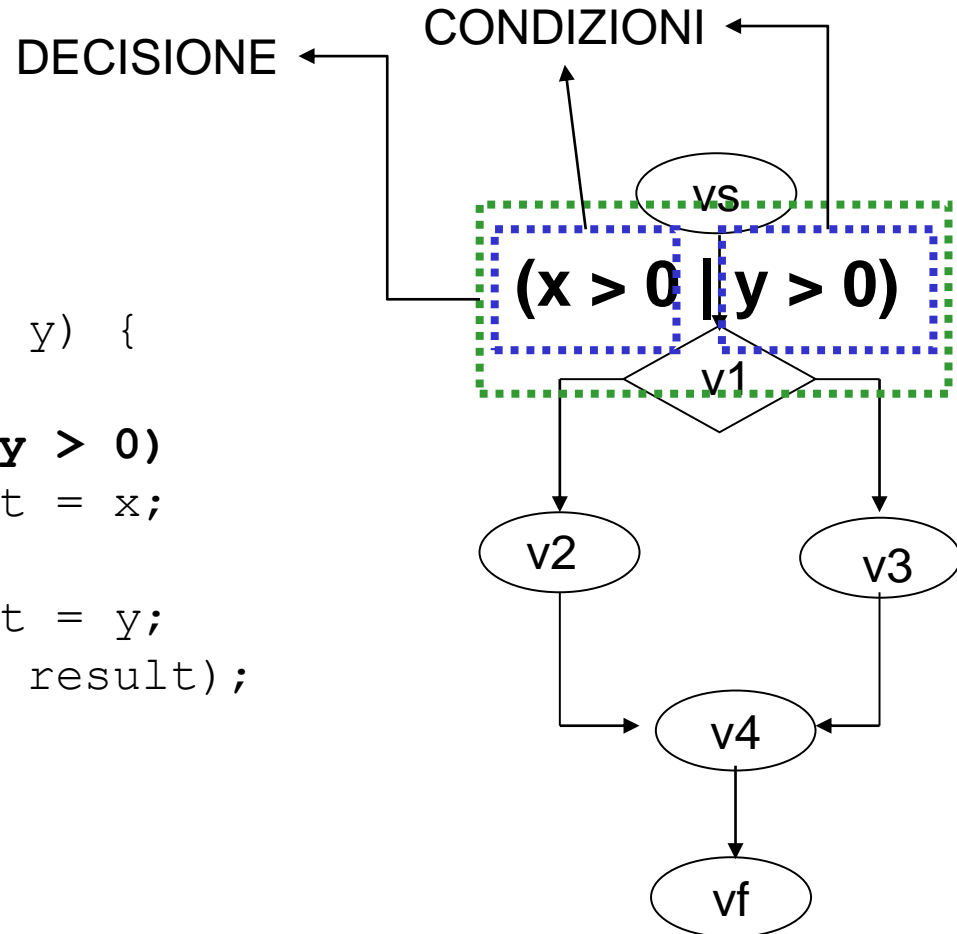 DECISIONE
CONDIZIONI
vs
(x > 0 | y > 0)
v1
y) {
y > 0)
t = x;
t = y;
result);
v2
v3
v4
vf